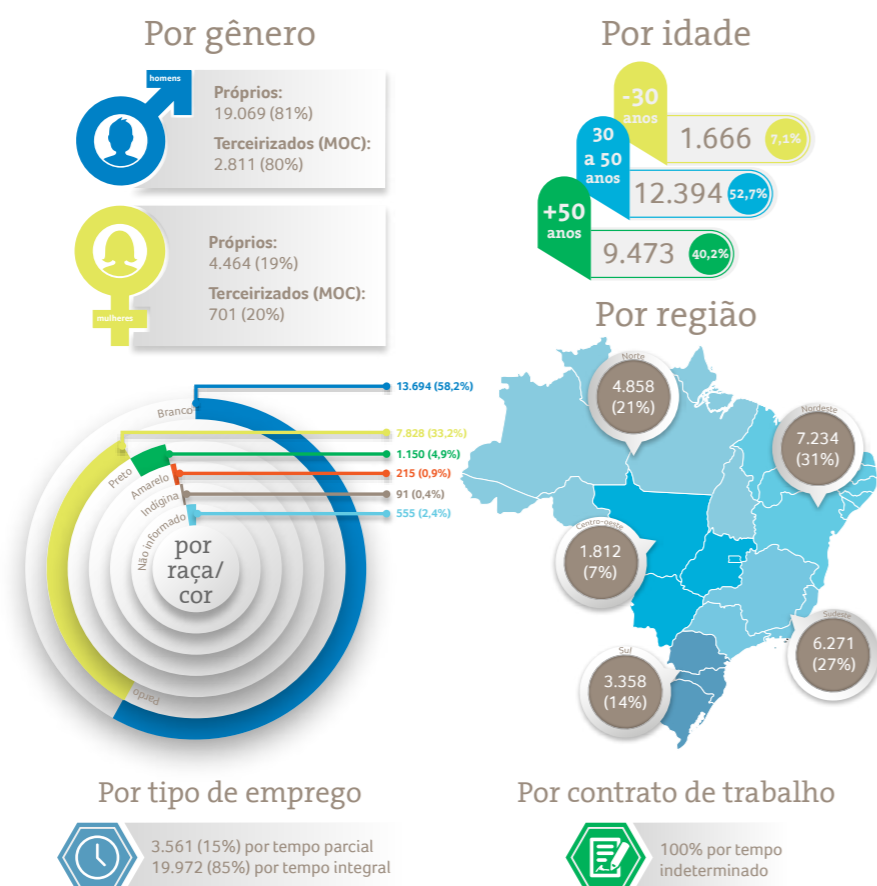 Por gênero
homens
Próprios:
19.069 (81%)
Terceirizados (MOC):
2.811 (80%)
mulheres
Próprios:
4.464 (19%)
Terceirizados (MOC):
701 (20%)
Por idade
-30
anos
1.666
7,1%
30
a 50
anos
12.394
52,7%
+50
anos
9.473
40,2%
Branco
13.694 (58,2%)
7.828 (33,2%)
Preto
1.150 (4,9%)
Amarelo
215 (0,9%)
Indígina
91 (0,4%)
Não informado
555 (2,4%)
por
raça/
cor
Pardo
Por região
Norte
4.858
(21%)
Nordeste
7.234
(31%)
Centro-oeste
1.812
(7%)
Sudeste
6.271
(27%)
Sul
3.358
(14%)
Por tipo de emprego
3.561 (15%) por tempo parcial
19.972 (85%) por tempo integral
Por contrato de trabalho
100% por tempo
indeterminado